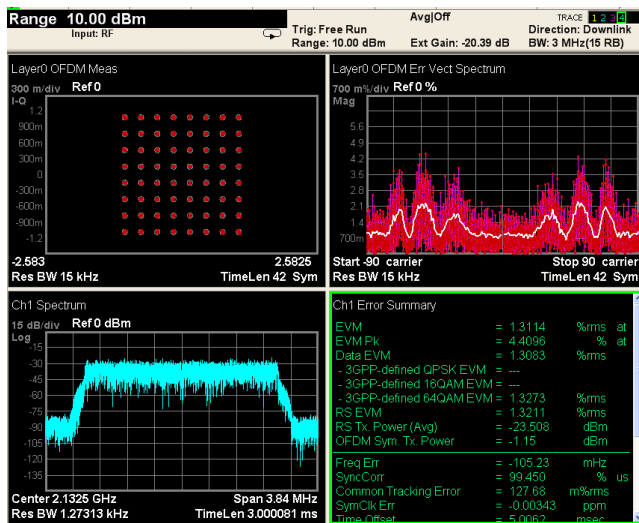 Range 10.00 dBm
Input: RF
Trig: Free Run
Range: 10.00 dBm
Avg|Off
Ext Gain: -20.39 dB
TRACE 1 2 3 4
Direction: Downlink
BW: 3 MHz(15 RB)
Layer0 OFDM Meas
300 m/div Ref 0
I-Q
1.2
900m
600m
300m
0
-300m
-600m
-900m
-1.2
-2.583 2.5825
Res BW 15 kHz TimeLen 42 Sym
Layer0 OFDM Err Vect Spectrum
700 m%/div Ref 0 %
Mag
5.6
4.9
4.2
3.5
2.8
2.1
1.4
700m
Start -90 carrier Stop 90 carrier
Res BW 15 kHz TimeLen 42 Sym
Ch1 Spectrum
15 dB/div Ref 0 dBm
Log
-15
-30
-45
-60
-75
-90
-105
-120
-135
Center 2.1325 GHz Span 3.84 MHz
Res BW 1.27313 kHz TimeLen 3.000081 ms
Ch1 Error Summary
EVM = 1.3114 %rms at
EVM Pk = 4.4096 % at
Data EVM = 1.3083 %rms
- 3GPP-defined QPSK EVM = ---
- 3GPP-defined 16QAM EVM = ---
- 3GPP-defined 64QAM EVM = 1.3273 %rms
RS EVM = 1.3211 %rms
RS Tx. Power (Avg) = -23.508 dBm
OFDM Sym. Tx. Power = -1.15 dBm
Freq Err = -105.23 mHz
SyncCorr = 99.450 % us
Common Tracking Error = 127.68 m%rms
SymClk Err = -0.00343 ppm
Time Offset = 5.0062 msec